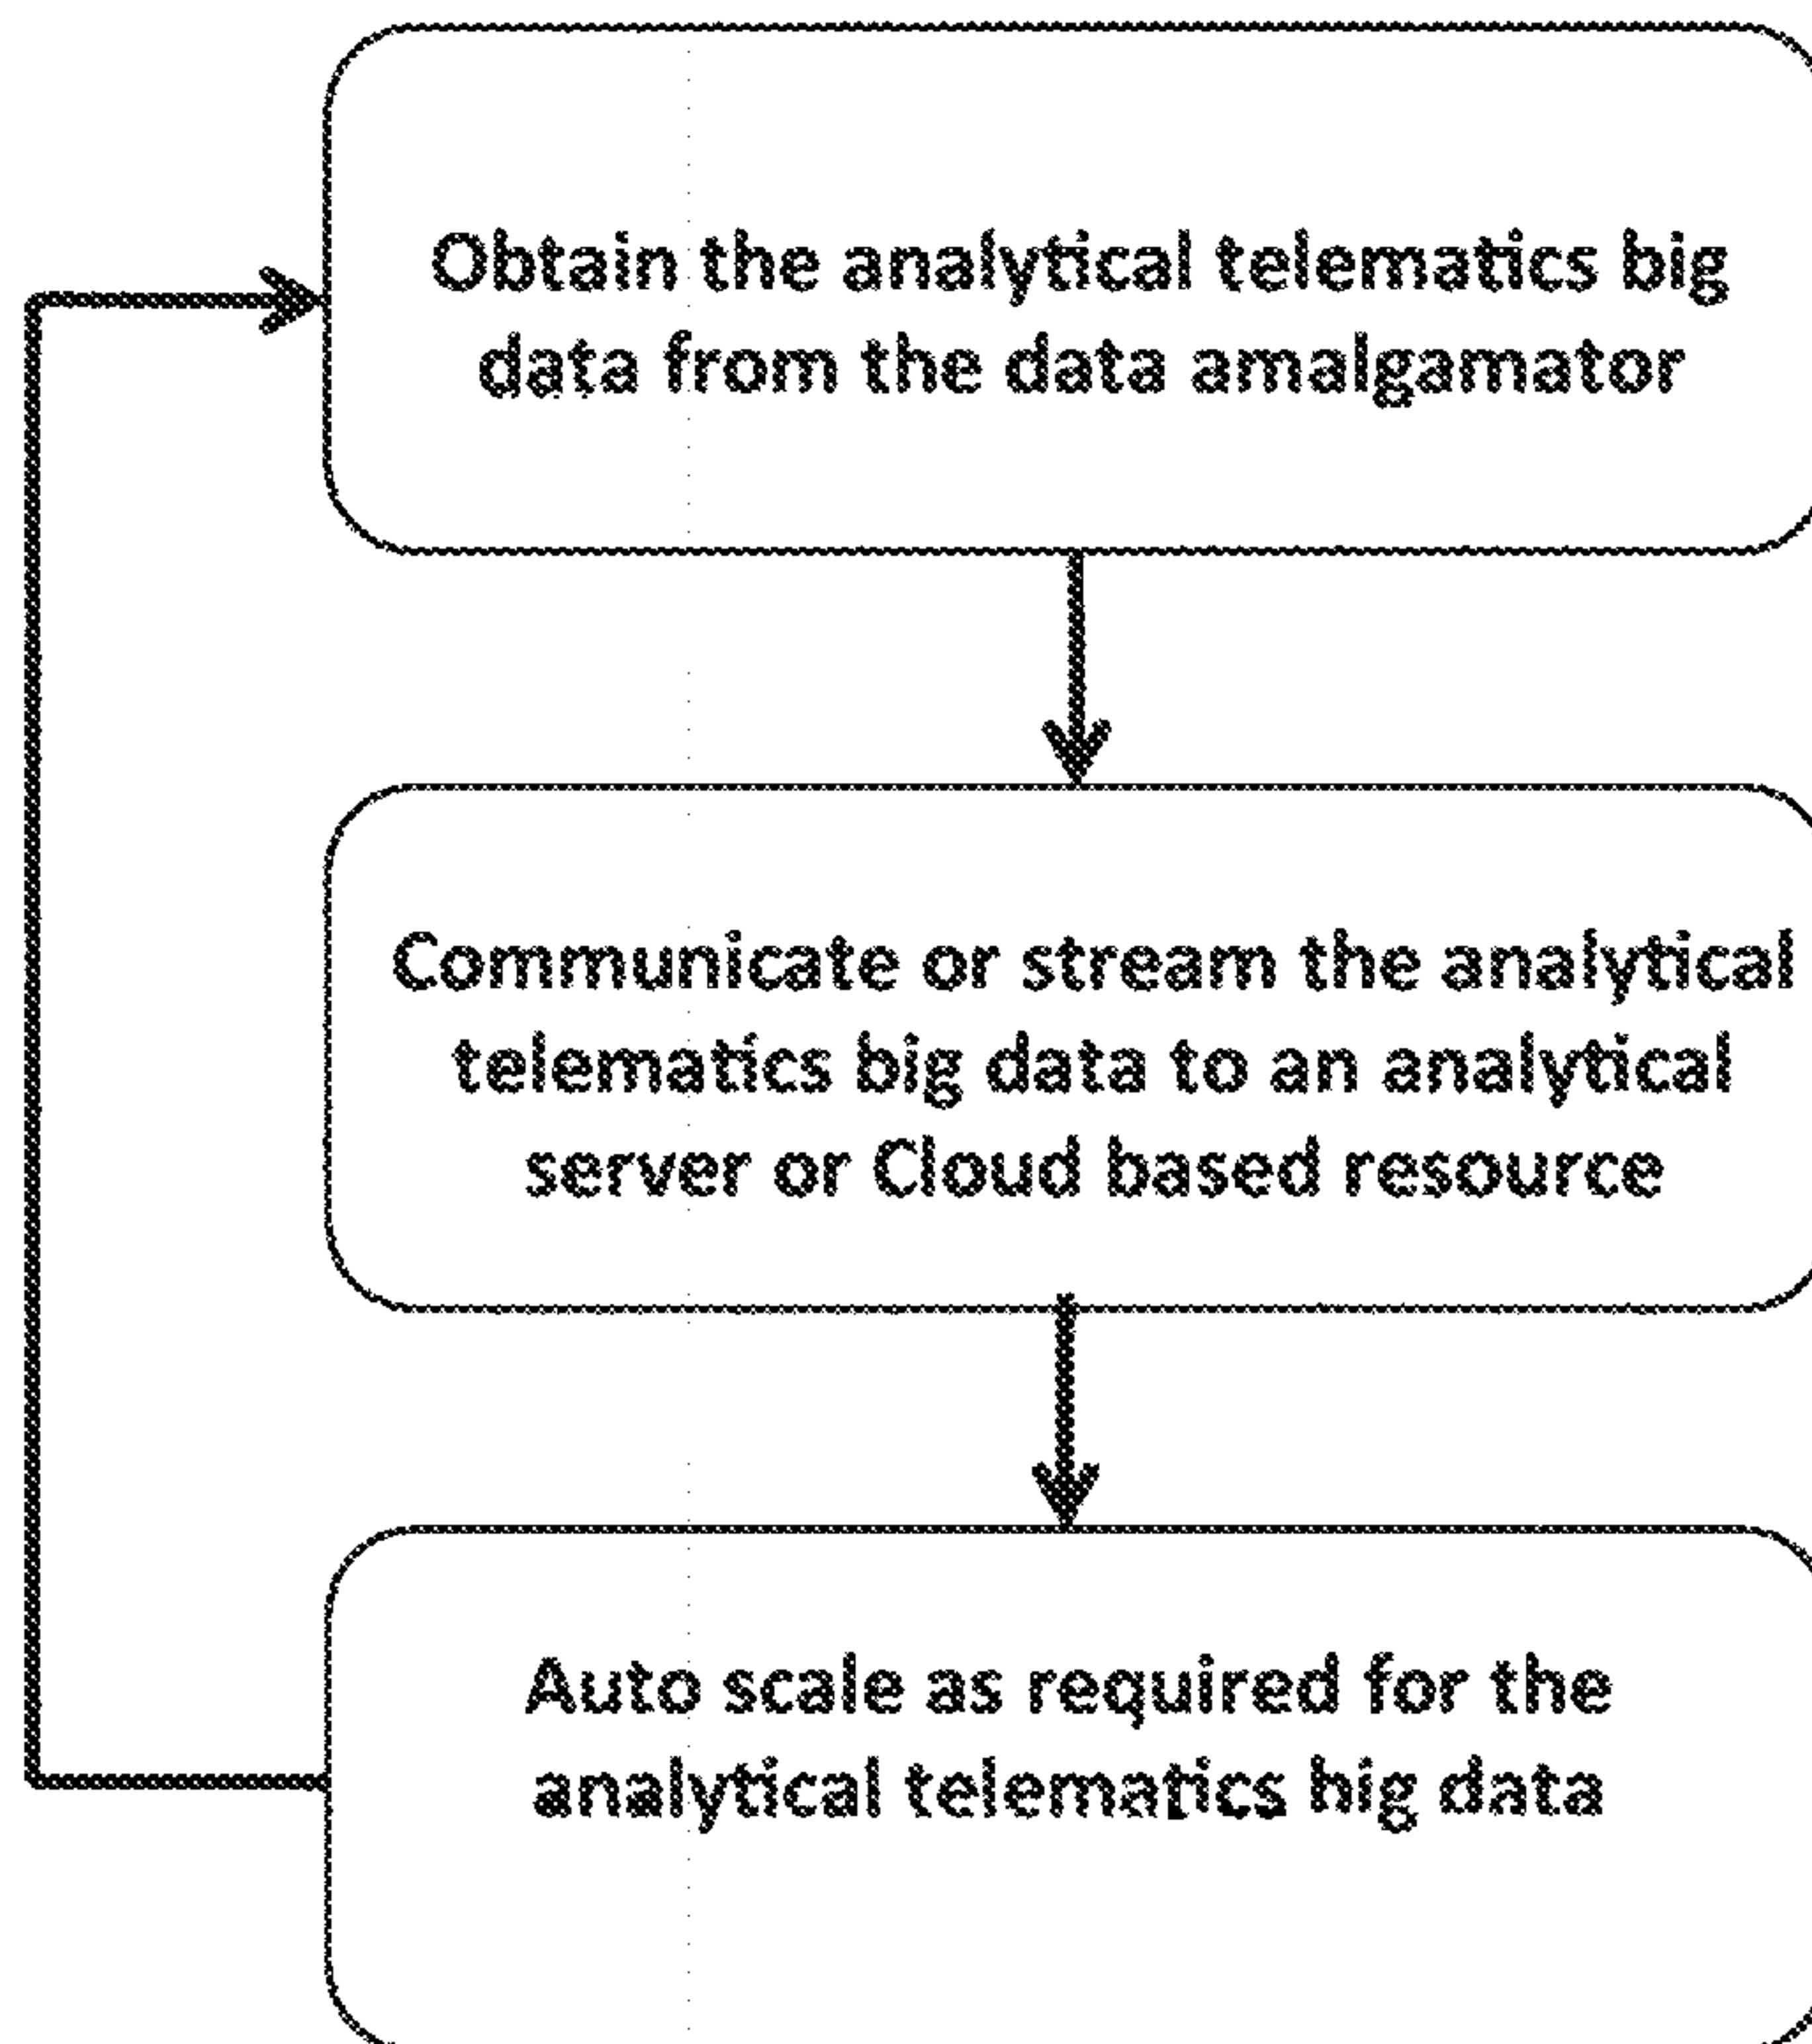 Obtain the analytical telematics big
data from the data amalgamator
Communicate or stream the analytical
telematics big data to an analytical
server or Cloud based resource
Auto scale as required for the
analytical telematics big data